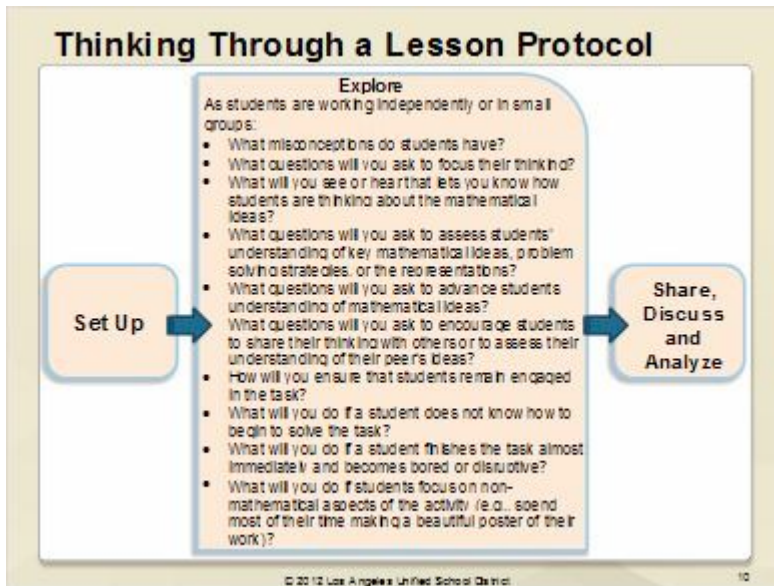 Thinking Through a Lesson Protocol
Explore
As students are working independently or in small
groups:
• What misconceptions do students have?
• What questions will you ask to focus their thinking?
• What will you see or hear that lets you know how
students are thinking about the mathematical
ideas?
• What questions will you ask to assess students'
understanding of key mathematical ideas, problem
solving strategies, or the representations?
• What questions will you ask to advance students
understanding of mathematical ideas?
• What questions will you ask to encourage students
to share their thinking with others or to assess their
understanding of their peer's ideas?
• How will you ensure that students remain engaged
in the task?
• What will you do if a student does not know how to
begin to solve the task?
• What will you do if a student finishes the task almost
immediately and becomes bored or disruptive?
• What will you do if students focus on non-
mathematical aspects of the activity (e.g., spend
most of their time making a beautiful poster of their
work)?
Set Up
Share,
Discuss
and
Analyze
© 2012 Los Angeles Unified School District
10